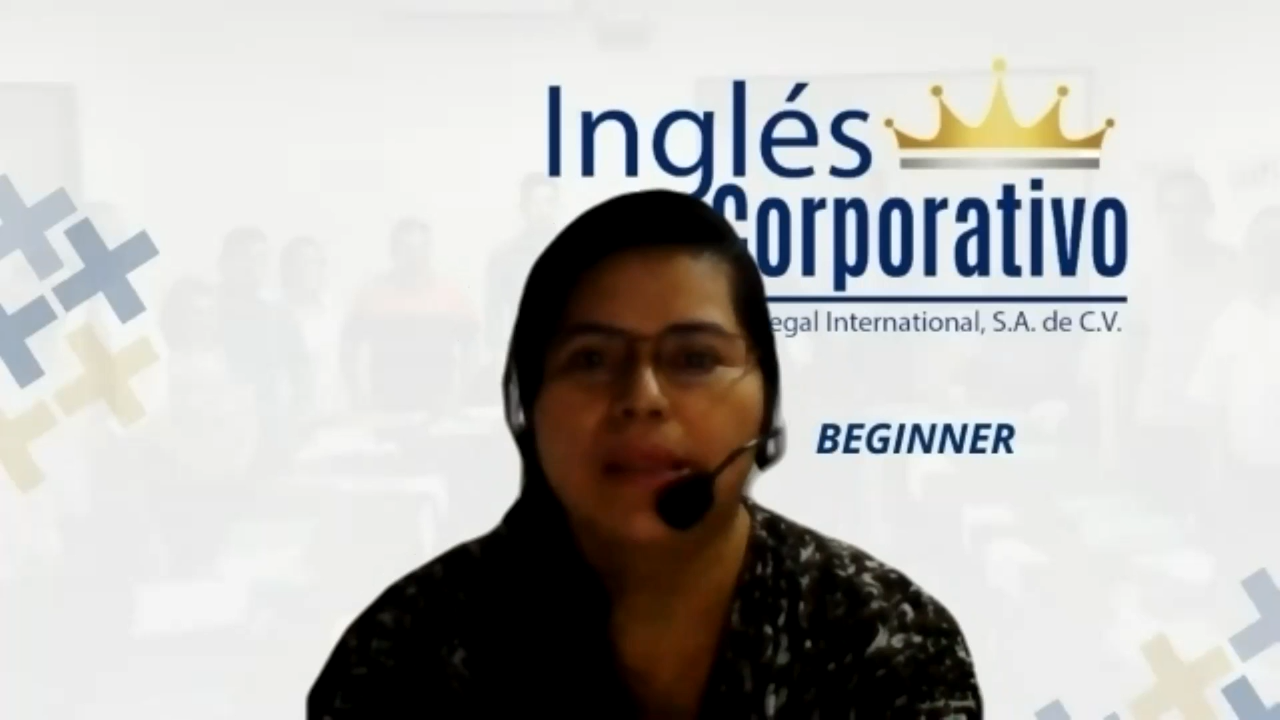 Inglés
Corporativo
egal International, S.A. de C.V.
BEGINNER